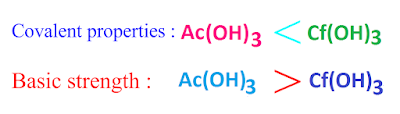 Covalent properties : Ac(OH)3 < Cf(OH)3
Basic strength : Ac(OH)3 > Cf(OH)3